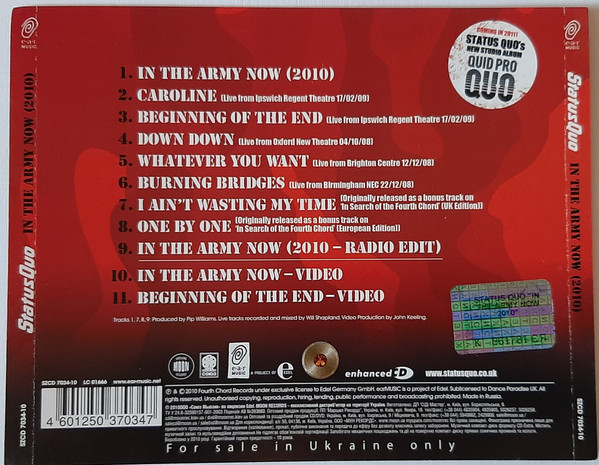 ear
MUSIC
COMING IN 2011!
STATUS QUO's
NEW STUDIO ALBUM
QUID PRO
QUO
1. IN THE ARMY NOW (2010)
2. CAROLINE (Live from Ipswich Regent Theatre 17/02/09)
3. BEGINNING OF THE END (Live from Ipswich Regent Theatre 17/02/09)
4. DOWN DOWN (Live from Oxford New Theatre 04/10/08)
5. WHATEVER YOU WANT (Live from Brighton Centre 12/12/08)
6. BURNING BRIDGES (Live from Birmingham NEC 22/12/08)
7. I AIN'T WASTING MY TIME (Originally released as a bonus track on
'In Search of the Fourth Chord' (UK Edition))
8. ONE BY ONE (Originally released as a bonus track on
'In Search of the Fourth Chord' (European Edition))
9. IN THE ARMY NOW (2010 – RADIO EDIT)
10. IN THE ARMY NOW – VIDEO
11. BEGINNING OF THE END – VIDEO
Tracks 1, 7, 8, 9: Produced by Pip Williams. Live tracks recorded and mixed by Will Shapland. Video Production by John Keeling.
StatusQuo IN THE ARMY NOW (2010)
StatusQuo IN THE ARMY NOW (2010)
ear
MUSIC
STATUS QUO "IN
2010"
MOON
ear
MUSIC
A PROJECT OF edel
enhanced CD
www.statusquo.co.uk
SZCD 7034-10
SZCD 7034-10 LC 01666 www.ear-music.net
4 601250 370347
℗ & © 2010 Fourth Chord Records under exclusive license to Edel Germany GmbH. earMUSIC is a project of Edel. Sublicensed to Dance Paradise UK. All
rights reserved. Unauthorised copying, reproduction, hiring, lending, public performance and broadcasting prohibited. Made in Russia.
SZCD 7034-10
For sale in Ukraine only